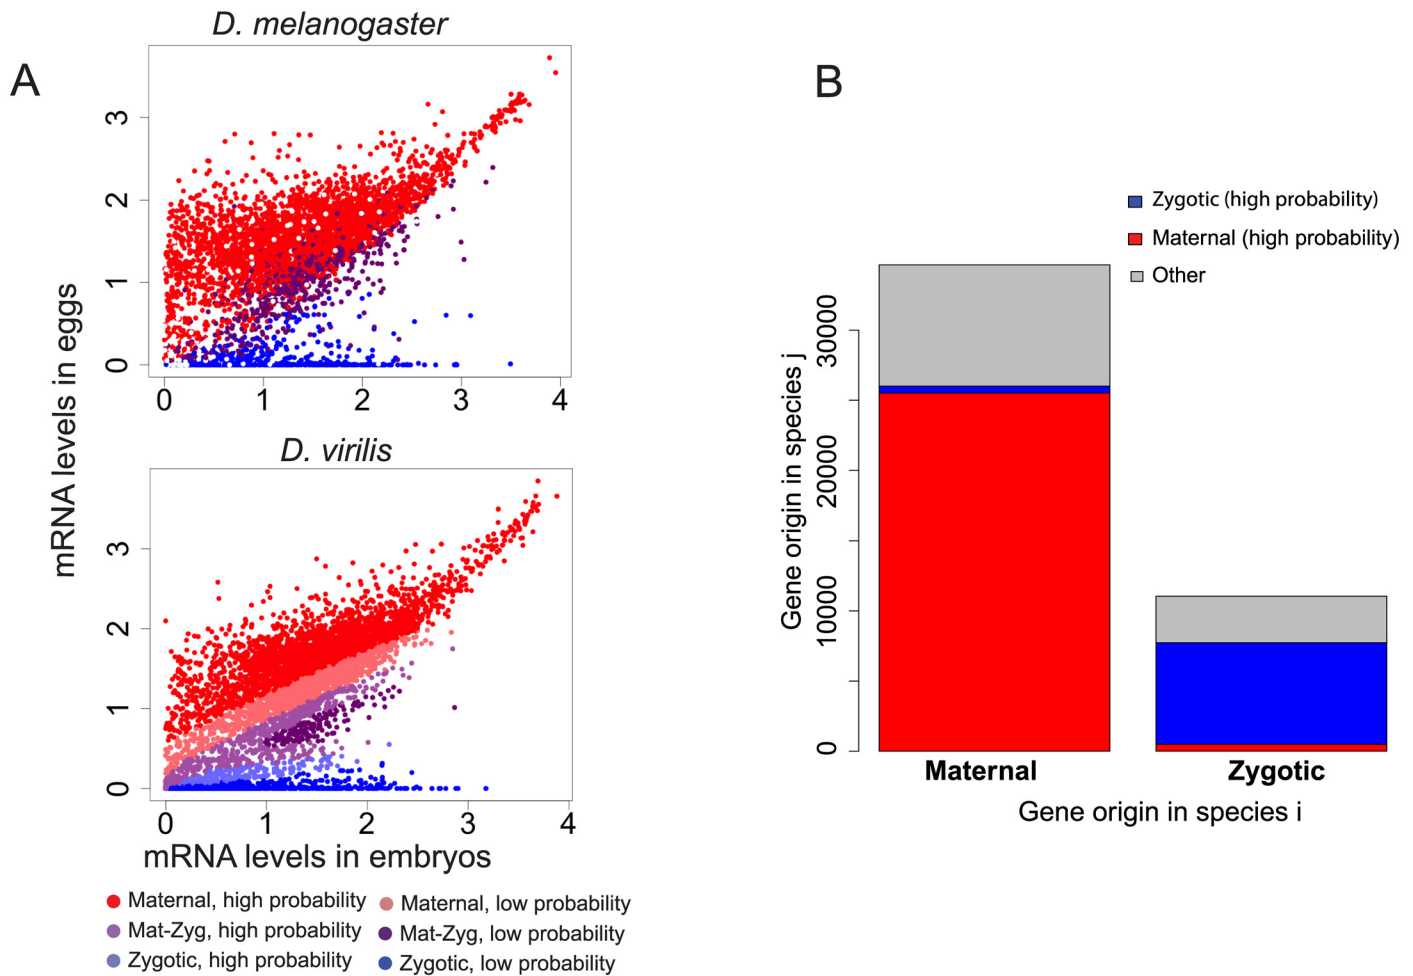 A
D. melanogaster
mRNA levels in eggs
3
2
1
0
0 1 2 3 4
D. virilis
3
2
1
0
0 1 2 3 4
mRNA levels in embryos
Maternal, high probability
Maternal, low probability
Mat-Zyg, high probability
Mat-Zyg, low probability
Zygotic, high probability
Zygotic, low probability
B
Zygotic (high probability)
Maternal (high probability)
Other
Gene origin in species j
30000
20000
10000
0
Maternal Zygotic
Gene origin in species i